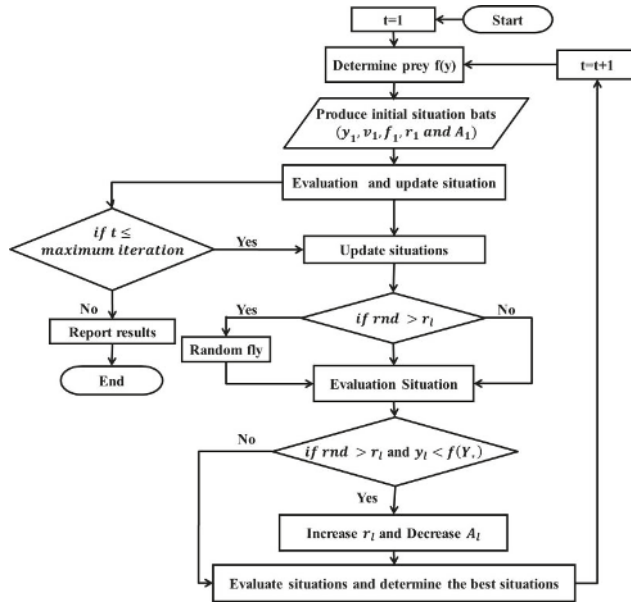 Start
t=1
Determine prey f(y)
t=t+1
Produce initial situation bats
(y₁, v₁, f₁, r₁ and A₁)
Evaluation and update situation
if t ≤
maximum iteration
Yes
Update situations
No
Report results
End
Yes
if rnd > rₗ
No
Random fly
Evaluation Situation
No
if rnd > rₗ and yₗ < f(Y,)
Yes
Increase rₗ and Decrease Aₗ
Evaluate situations and determine the best situations